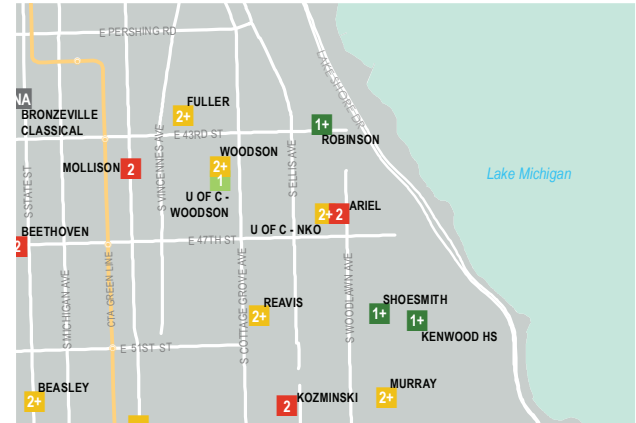 E PERSHING RD
LAKE SHORE DR
FULLER
2+
NA
BRONZEVILLE
CLASSICAL
S VINCENNES AVE
E 43RD ST
1+
ROBINSON
WOODSON
2+
1
MOLLISON 2
S ELLIS AVE
Lake Michigan
S STATE ST
U OF C -
WOODSON
2+ 2 ARIEL
U OF C - NKO
BEETHOVEN
2
E 47TH ST
S MICHIGAN AVE
CTA GREEN LINE
S COTTAGE GROVE AVE
S WOODLAWN AVE
REAVIS
2+
SHOESMITH
1+
1+
KENWOOD HS
E 51ST ST
BEASLEY
2+
2 KOZMINSKI
MURRAY
2+